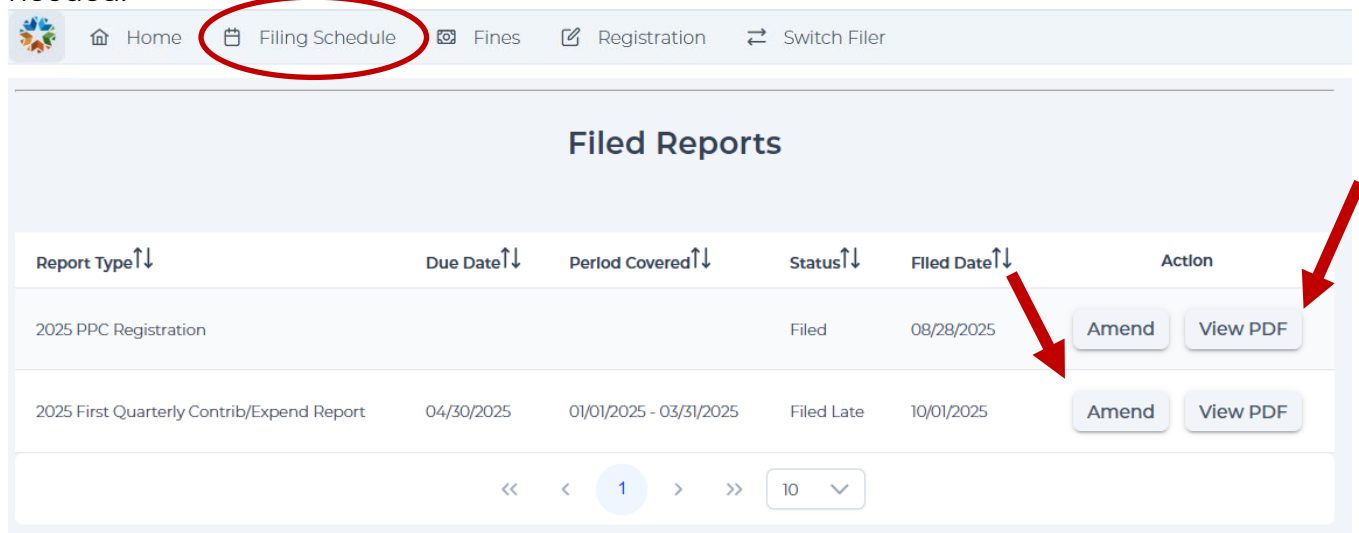 needed.
Home Filing Schedule Fines Registration Switch Filer
Filed Reports
Report Type↑↓ Due Date↑↓ Period Covered↑↓ Status↑↓ Filed Date↑↓ Action
2025 PPC Registration Filed 08/28/2025 Amend View PDF
2025 First Quarterly Contrib/Expend Report 04/30/2025 01/01/2025 - 03/31/2025 Filed Late 10/01/2025 Amend View PDF
<< < 1 > >> 10